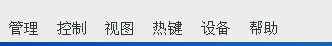 管理 控制 视图 热键 设备 帮助